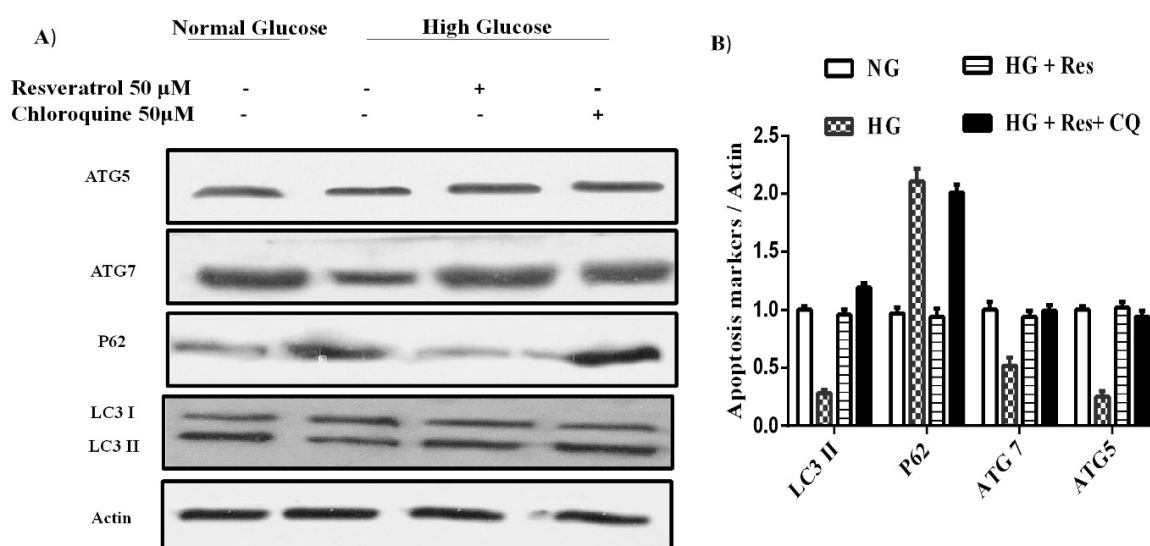 A)
Normal Glucose High Glucose
Resveratrol 50 µM - - + -
Chloroquine 50µM - - - +
ATG5
ATG7
P62
LC3 I
LC3 II
Actin
B)
NG HG + Res
HG HG + Res+ CQ
Apoptosis markers / Actin
2.5
2.0
1.5
1.0
0.5
0.0
LC3 II P62 ATG 7 ATG5